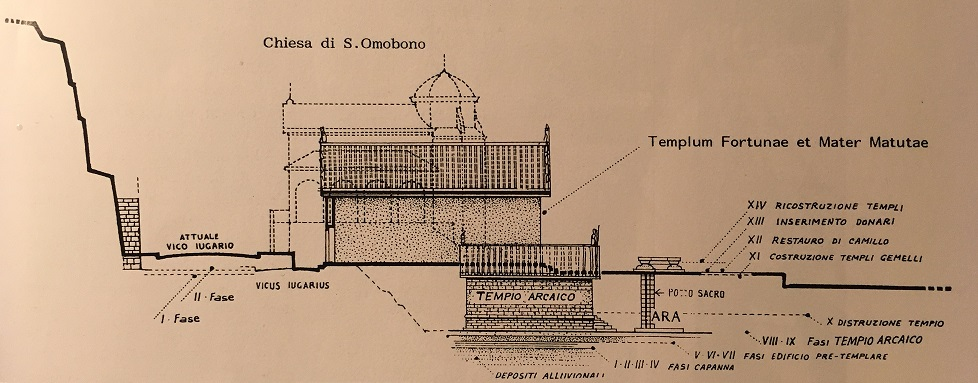 Chiesa di S.Omobono
Templum Fortunae et Mater Matutae
XIV RICOSTRUZIONE TEMPLI
XIII INSERIMENTO DONARI
XII RESTAURO DI CAMILLO
XI COSTRUZIONE TEMPLI GEMELLI
ATTUALE
VICO IUGARIO
VICUS IUGARIUS
II·Fase
I·Fase
TEMPIO ARCAICO
POZZO SACRO
ARA
X DISTRUZIONE TEMPIO
VIII·IX Fasi TEMPIO ARCAICO
V VI·VII FASI EDIFICIO PRE-TEMPLARE
I·II·III·IV FASI CAPANNA
DEPOSITI ALLUVIONALI